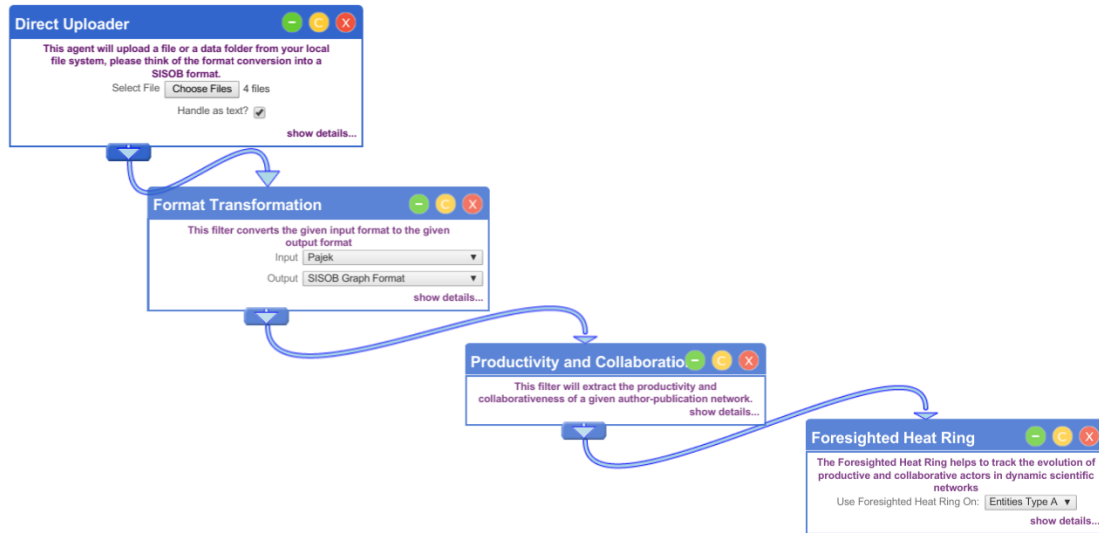 Direct Uploader
– C X
This agent will upload a file or a data folder from your local
file system, please think of the format conversion into a
SISOB format.
Select File Choose Files 4 files
Handle as text?
show details...
Format Transformation
– C X
This filter converts the given input format to the given
output format
Input Pajek
Output SISOB Graph Format
show details...
Productivity and Collaboratio
– C X
This filter will extract the productivity and
collaborativeness of a given author-publication network.
show details...
Foresighted Heat Ring
– C X
The Foresighted Heat Ring helps to track the evolution of
productive and collaborative actors in dynamic scientific
networks
Use Foresighted Heat Ring On: Entities Type A
show details...